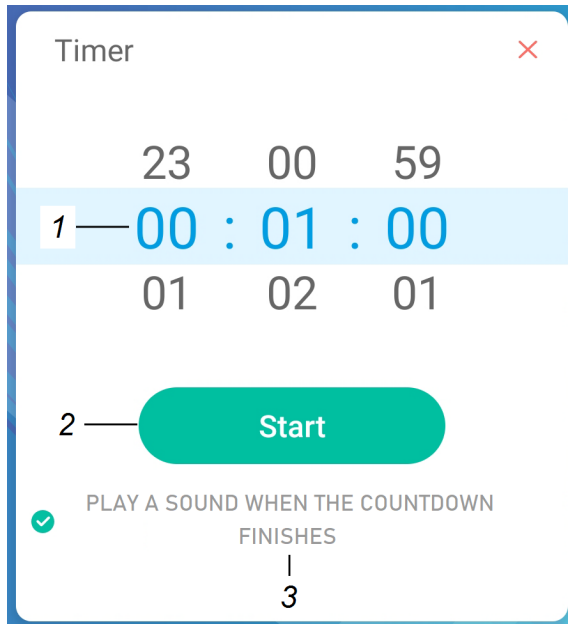 Timer
23 00 59
1 00 : 01 : 00
01 02 01
2 Start
PLAY A SOUND WHEN THE COUNTDOWN
FINISHES
3